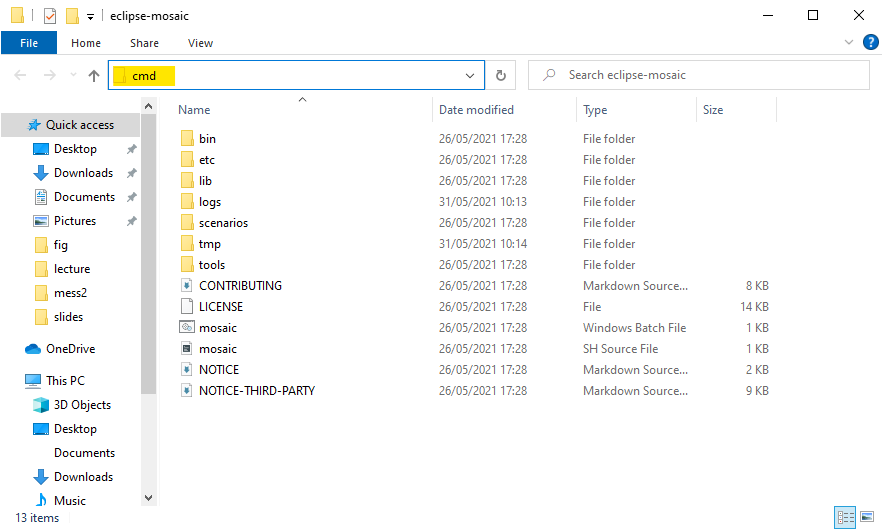 eclipse-mosaic
File Home Share View
cmd
Search eclipse-mosaic
Name Date modified Type Size
Quick access
Desktop
Downloads
Documents
Pictures
fig
lecture
mess2
slides
OneDrive
This PC
3D Objects
Desktop
Documents
Downloads
Music
bin 26/05/2021 17:28 File folder
etc 26/05/2021 17:28 File folder
lib 26/05/2021 17:28 File folder
logs 31/05/2021 10:13 File folder
scenarios 26/05/2021 17:28 File folder
tmp 31/05/2021 10:14 File folder
tools 26/05/2021 17:28 File folder
CONTRIBUTING 26/05/2021 17:28 Markdown Source... 8 KB
LICENSE 26/05/2021 17:28 File 14 KB
mosaic 26/05/2021 17:28 Windows Batch File 1 KB
mosaic 26/05/2021 17:28 SH Source File 1 KB
NOTICE 26/05/2021 17:28 Markdown Source... 2 KB
NOTICE-THIRD-PARTY 26/05/2021 17:28 Markdown Source... 9 KB
13 items